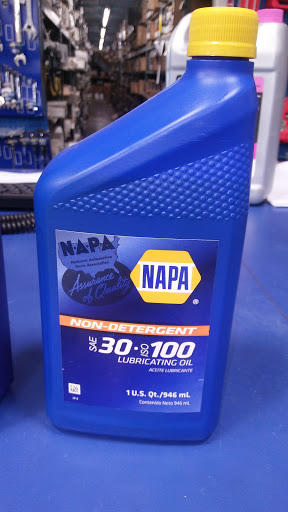 NAPA
National Automotive
Parts Association
Assurance
of Quality
NAPA
®
NON-DETERGENT
SAE 30 • ISO 100
LUBRICATING OIL
ACEITE LUBRICANTE
1 U.S. Qt./946 mL
Contenido Neto 946 mL